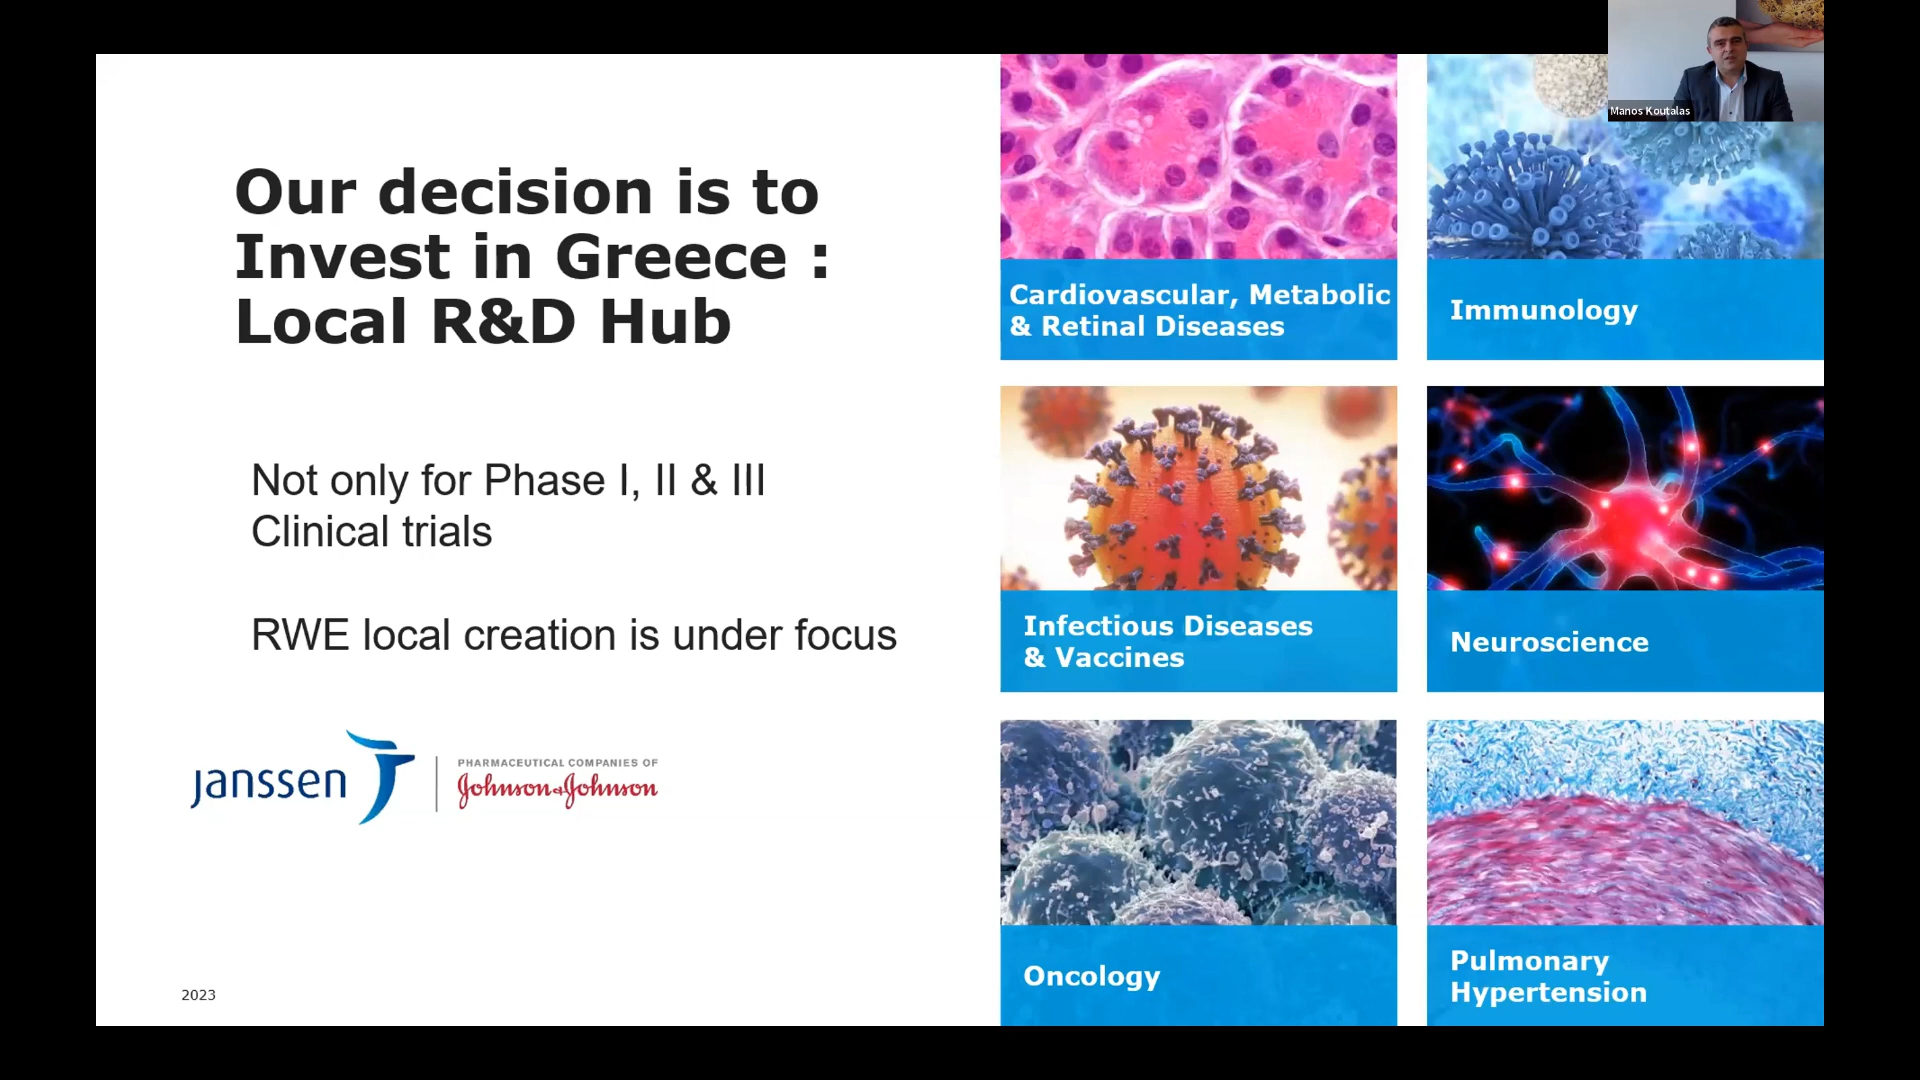 Our decision is to
Invest in Greece :
Local R&D Hub
Not only for Phase I, II & III
Clinical trials
RWE local creation is under focus
janssen
PHARMACEUTICAL COMPANIES OF
Johnson & Johnson
2023
Cardiovascular, Metabolic
& Retinal Diseases
Immunology
Infectious Diseases
& Vaccines
Neuroscience
Oncology
Pulmonary
Hypertension
Manos Koutalas